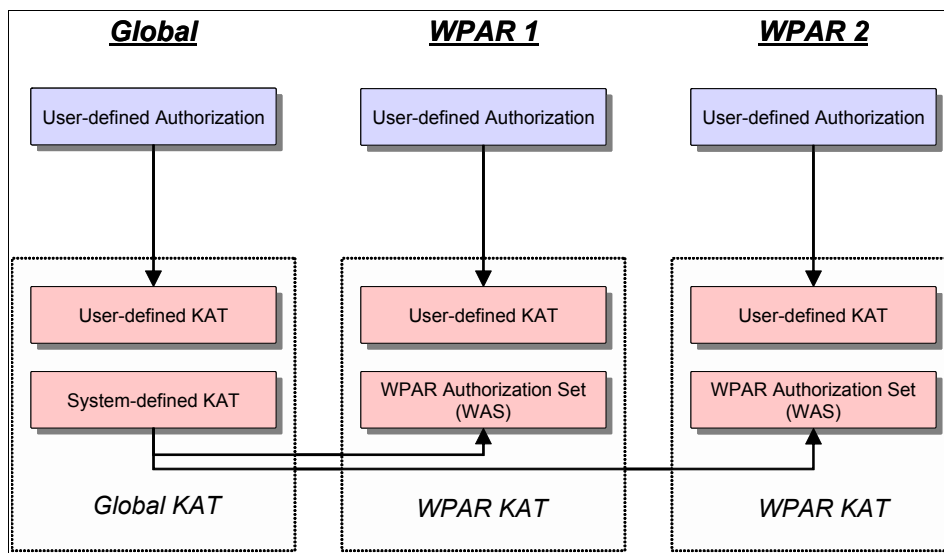 Global
WPAR 1
WPAR 2
User-defined Authorization
User-defined Authorization
User-defined Authorization
User-defined KAT
User-defined KAT
User-defined KAT
System-defined KAT
WPAR Authorization Set
(WAS)
WPAR Authorization Set
(WAS)
Global KAT
WPAR KAT
WPAR KAT